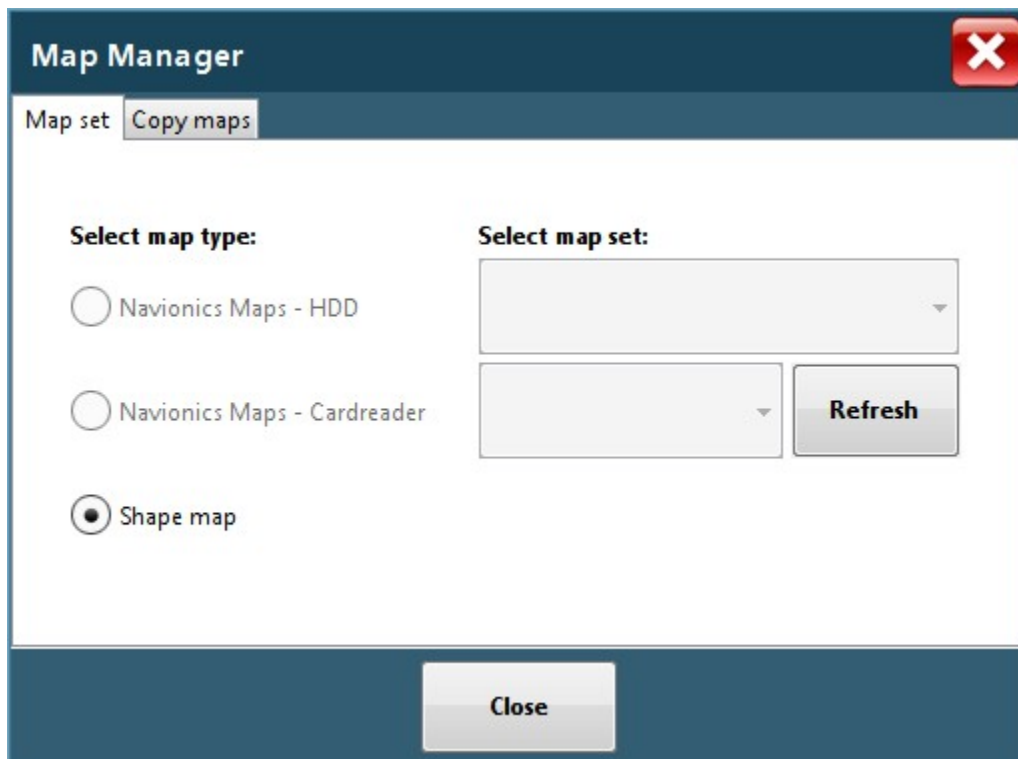 Map Manager
Map set Copy maps
Select map type: Select map set:
Navionics Maps - HDD
Navionics Maps - Cardreader Refresh
Shape map
Close